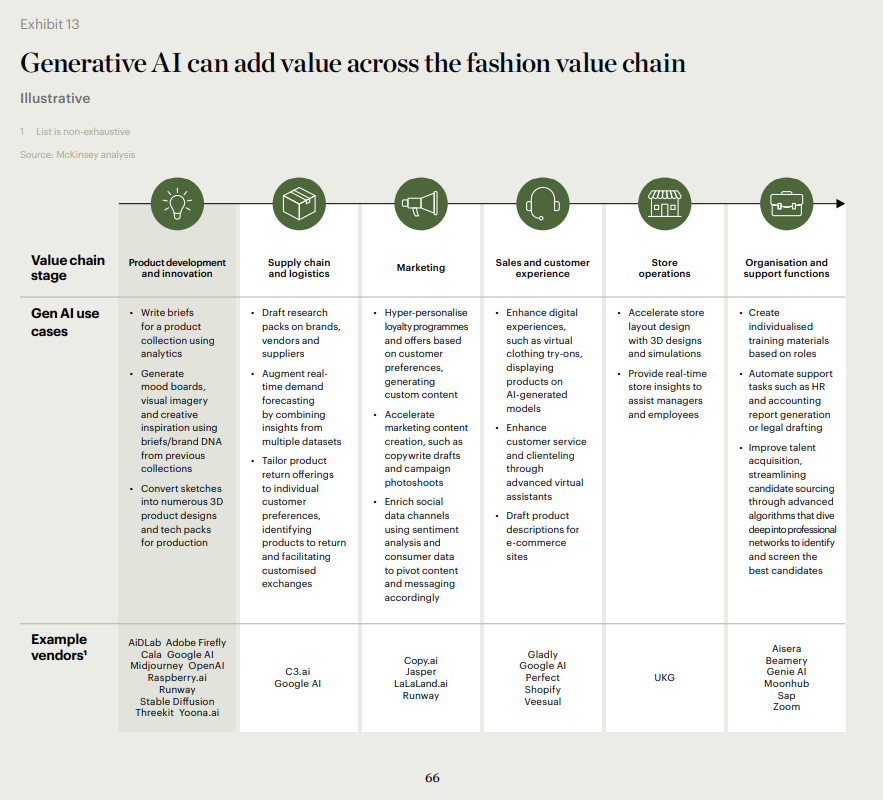 Exhibit 13
Generative AI can add value across the fashion value chain
Illustrative
1 List is non-exhaustive
Source: McKinsey analysis
Value chain
stage
Product development
and innovation
Supply chain
and logistics
Marketing
Sales and customer
experience
Store
operations
Organisation and
support functions
Gen AI use
cases
• Write briefs
for a product
collection using
analytics
• Generate
mood boards,
visual imagery
and creative
inspiration using
briefs/brand DNA
from previous
collections
• Convert sketches
into numerous 3D
product designs
and tech packs
for production
• Draft research
packs on brands,
vendors and
suppliers
• Augment real-
time demand
forecasting
by combining
insights from
multiple datasets
• Tailor product
return offerings
to individual
customer
preferences,
identifying
products to return
and facilitating
customised
exchanges
• Hyper-personalise
loyalty programmes
and offers based
on customer
preferences,
generating
custom content
• Accelerate
marketing content
creation, such as
copywrite drafts
and campaign
photoshoots
• Enrich social
data channels
using sentiment
analysis and
consumer data
to pivot content
and messaging
accordingly
• Enhance digital
experiences,
such as virtual
clothing try-ons,
displaying
products on
AI-generated
models
• Enhance
customer service
and clienteling
through
advanced virtual
assistants
• Draft product
descriptions for
e-commerce
sites
• Accelerate store
layout design
with 3D designs
and simulations
• Provide real-time
store insights to
assist managers
and employees
• Create
individualised
training materials
based on roles
• Automate support
tasks such as HR
and accounting
report generation
or legal drafting
• Improve talent
acquisition,
streamlining
candidate sourcing
through advanced
algorithms that dive
deep into professional
networks to identify
and screen the
best candidates
Example
vendors¹
AiDLab Adobe Firefly
Cala Google AI
Midjourney OpenAI
Raspberry.ai
Runway
Stable Diffusion
Threekit Yoona.ai
C3.ai
Google AI
Copy.ai
Jasper
LaLaLand.ai
Runway
Gladly
Google AI
Perfect
Shopify
Veesual
UKG
Aisera
Beamery
Genie AI
Moonhub
Sap
Zoom
66